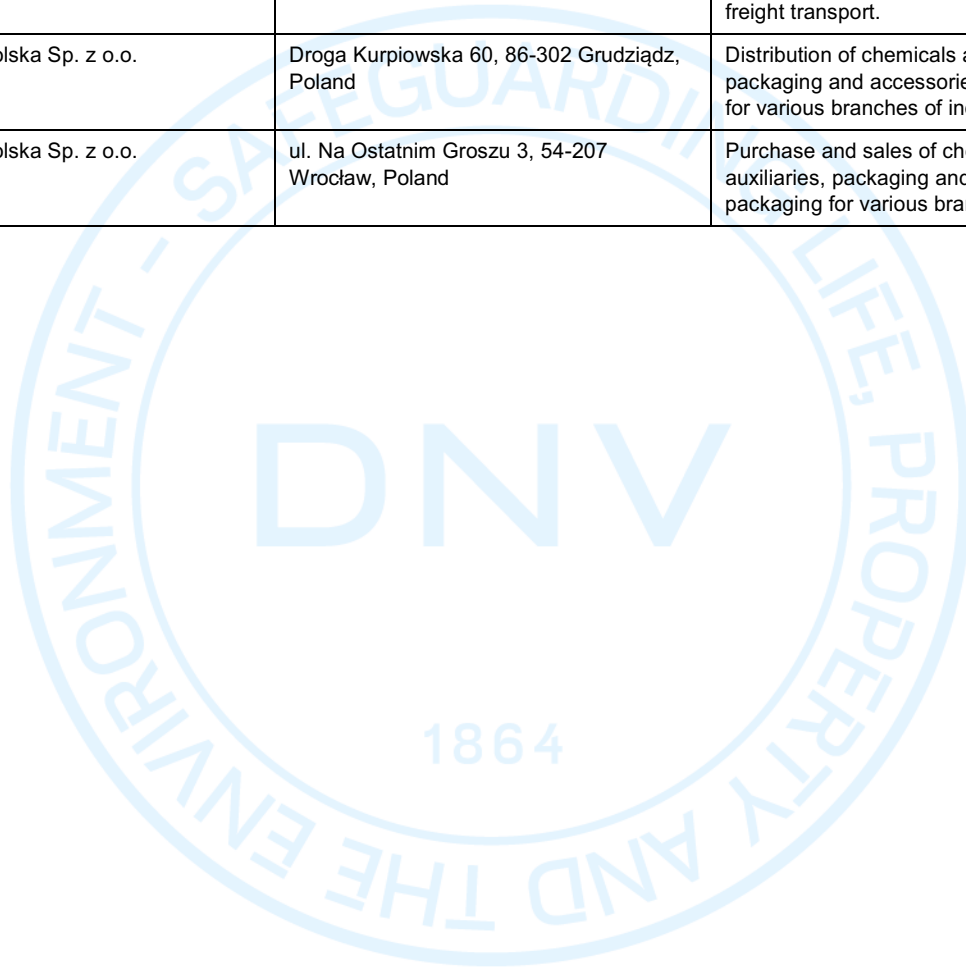 freight transport.
olska Sp. z o.o.
Droga Kurpiowska 60, 86-302 Grudziądz,
Poland
Distribution of chemicals
packaging and accessorie
for various branches of in
olska Sp. z o.o.
ul. Na Ostatnim Groszu 3, 54-207
Wrocław, Poland
Purchase and sales of che
auxiliaries, packaging and
packaging for various bra
SAFEGUARDING LIFE, PROPERTY AND THE ENVIRONMENT -
DNV
1864